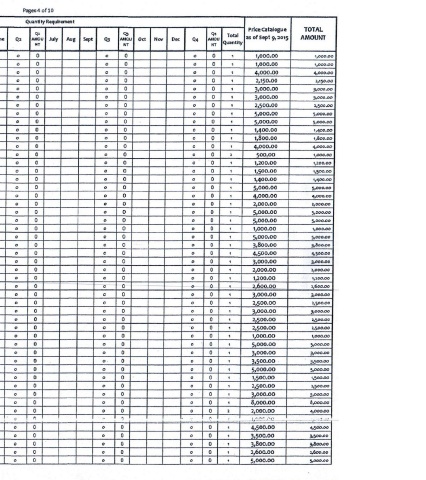 Pages 4 of 10
Quantity Requirement
Q2 Q2 AMOUNT July Aug Sept Q3 Q3 AMOUNT Oct Nov Dec Q4 Q4 AMOUNT Total Quantity Price Catalogue as of Sept 9, 2015 TOTAL AMOUNT
0 0 0 0 0 0 1 1,000.00 1,000.00
0 0 0 0 0 0 1 1,000.00 1,000.00
0 0 0 0 0 0 1 4,000.00 4,000.00
0 0 0 0 0 0 1 2,150.00 2,150.00
0 0 0 0 0 0 1 3,000.00 3,000.00
0 0 0 0 0 0 1 3,000.00 3,000.00
0 0 0 0 0 0 1 2,500.00 2,500.00
0 0 0 0 0 0 1 5,000.00 5,000.00
0 0 0 0 0 0 1 5,000.00 5,000.00
0 0 0 0 0 0 1 1,400.00 1,400.00
0 0 0 0 0 0 1 1,800.00 1,800.00
0 0 0 0 0 0 1 4,000.00 4,000.00
0 0 0 0 0 0 2 500.00 1,000.00
0 0 0 0 0 0 1 1,200.00 1,200.00
0 0 0 0 0 0 1 1,500.00 1,500.00
0 0 0 0 0 0 1 1,400.00 1,400.00
0 0 0 0 0 0 1 5,000.00 5,000.00
0 0 0 0 0 0 1 4,000.00 4,000.00
0 0 0 0 0 0 1 2,000.00 2,000.00
0 0 0 0 0 0 1 5,000.00 5,000.00
0 0 0 0 0 0 1 5,000.00 5,000.00
0 0 0 0 0 0 1 1,000.00 1,000.00
0 0 0 0 0 0 1 5,000.00 5,000.00
0 0 0 0 0 0 1 3,800.00 3,800.00
0 0 0 0 0 0 1 4,500.00 4,500.00
0 0 0 0 0 0 1 3,000.00 3,000.00
0 0 0 0 0 0 1 2,000.00 2,000.00
0 0 0 0 0 0 1 1,200.00 1,200.00
0 0 0 0 0 0 1 2,600.00
0 0 0 0 0 0 1 3,000.00 3,000.00
0 0 0 0 0 0 1 2,500.00 2,500.00
0 0 0 0 0 0 1 3,000.00 3,000.00
0 0 0 0 0 0 1 2,500.00 2,500.00
0 0 0 0 0 0 1 2,500.00 2,500.00
0 0 0 0 0 0 1 1,000.00 1,000.00
0 0 0 0 0 0 1 5,000.00 5,000.00
0 0 0 0 0 0 1 3,000.00 3,000.00
0 0 0 0 0 0 1 3,500.00 3,500.00
0 0 0 0 0 0 1 5,000.00 5,000.00
0 0 0 0 0 0 1 1,500.00 1,500.00
0 0 0 0 0 0 1 2,500.00 2,500.00
0 0 0 0 0 0 1 3,000.00 3,000.00
0 0 0 0 0 0 1 8,000.00 8,000.00
0 0 0 0 0 0 2 2,000.00 4,000.00
0 0 0 0 0 0 1 4,500.00 4,500.00
0 0 0 0 0 0 1 3,500.00 3,500.00
0 0 0 0 0 0 1 3,800.00 3,800.00
0 0 0 0 0 0 1 2,600.00 2,600.00
0 0 0 0 0 0 1 5,000.00 5,000.00